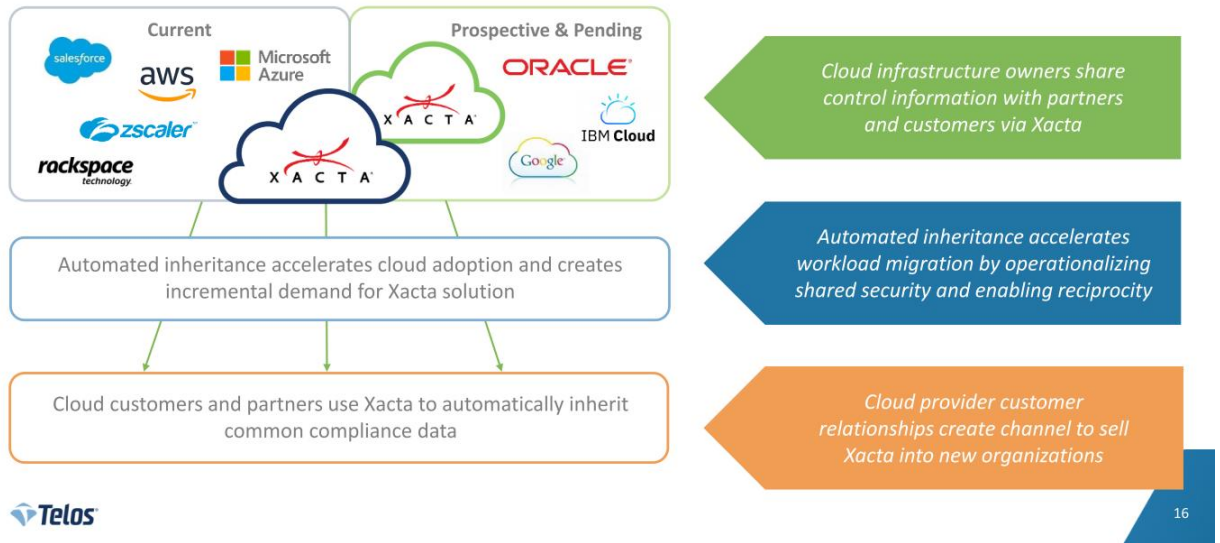 Current
salesforce
aws
Microsoft
Azure
zscaler™
rackspace
technology.
XACTA
Prospective & Pending
XACTA
ORACLE®
IBM Cloud
Google
Cloud infrastructure owners share
control information with partners
and customers via Xacta
Automated inheritance accelerates cloud adoption and creates
incremental demand for Xacta solution
Automated inheritance accelerates
workload migration by operationalizing
shared security and enabling reciprocity
Cloud customers and partners use Xacta to automatically inherit
common compliance data
Cloud provider customer
relationships create channel to sell
Xacta into new organizations
Telos
16